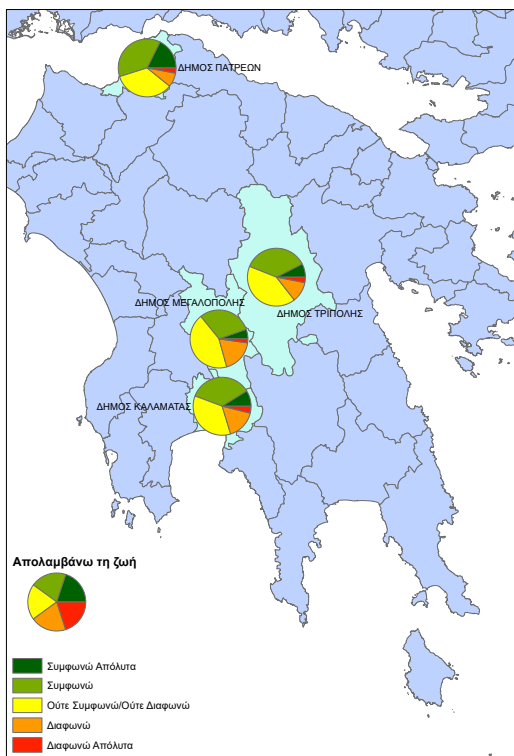 ΔΗΜΟΣ ΠΑΤΡΕΩΝ
ΔΗΜΟΣ ΜΕΓΑΛΟΠΟΛΗΣ
ΔΗΜΟΣ ΤΡΙΠΟΛΗΣ
ΔΗΜΟΣ ΚΑΛΑΜΑΤΑΣ
Απολαμβάνω τη ζωή
Συμφωνώ Απόλυτα
Συμφωνώ
Ούτε Συμφωνώ/Ούτε Διαφωνώ
Διαφωνώ
Διαφωνώ Απόλυτα